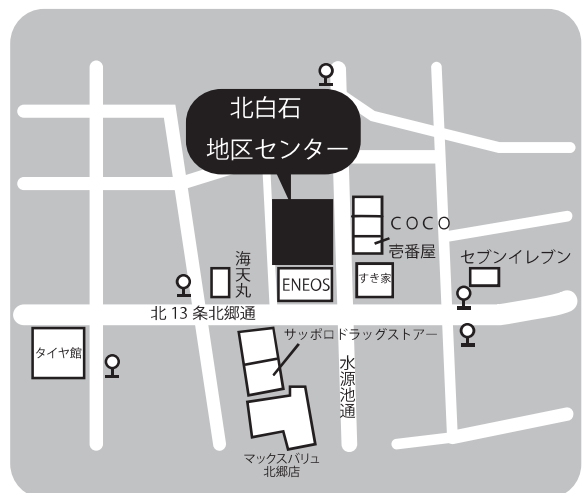 北白石
地区センター
COCO
壱番屋
海天丸
ENEOS
すき家
セブンイレブン
北13条北郷通
サッポロドラッグストアー
タイヤ館
水源池通
マックスバリュ
北郷店